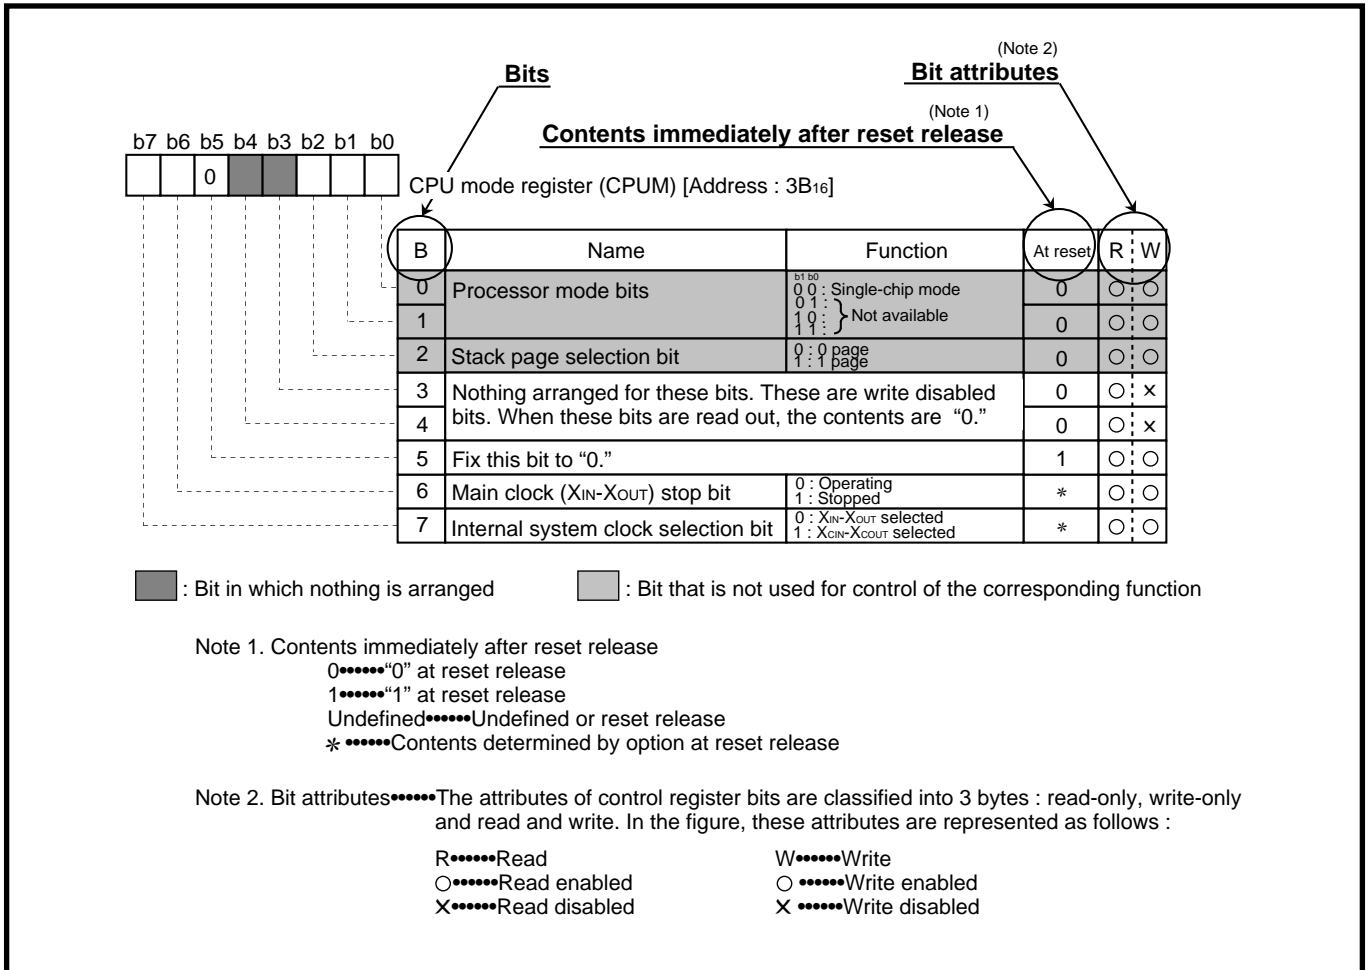 (Note 2)
Bits
Bit attributes
(Note 1)
Contents immediately after reset release
b7 b6 b5 b4 b3 b2 b1 b0
0
CPU mode register (CPUM) [Address : 3B16]
B Name Function At reset R W
0 Processor mode bits b1 b0 0 ○ ○
0 0 : Single-chip mode
0 1 :
1 0 : } Not available
1 1 :
1 0 ○ ○
2 Stack page selection bit 0 : 0 page 0 ○ ○
1 : 1 page
3 Nothing arranged for these bits. These are write disabled 0 ○ ×
4 bits. When these bits are read out, the contents are “0.” 0 ○ ×
5 Fix this bit to “0.” 1 ○ ○
6 Main clock (XIN-XOUT) stop bit 0 : Operating * ○ ○
1 : Stopped
7 Internal system clock selection bit 0 : XIN-XOUT selected * ○ ○
1 : XCIN-XCOUT selected
: Bit in which nothing is arranged : Bit that is not used for control of the corresponding function
Note 1. Contents immediately after reset release
0••••••“0” at reset release
1••••••“1” at reset release
Undefined••••••Undefined or reset release
* ••••••Contents determined by option at reset release
Note 2. Bit attributes••••••The attributes of control register bits are classified into 3 bytes : read-only, write-only
and read and write. In the figure, these attributes are represented as follows :
R••••••Read W••••••Write
○••••••Read enabled ○ ••••••Write enabled
×••••••Read disabled × ••••••Write disabled